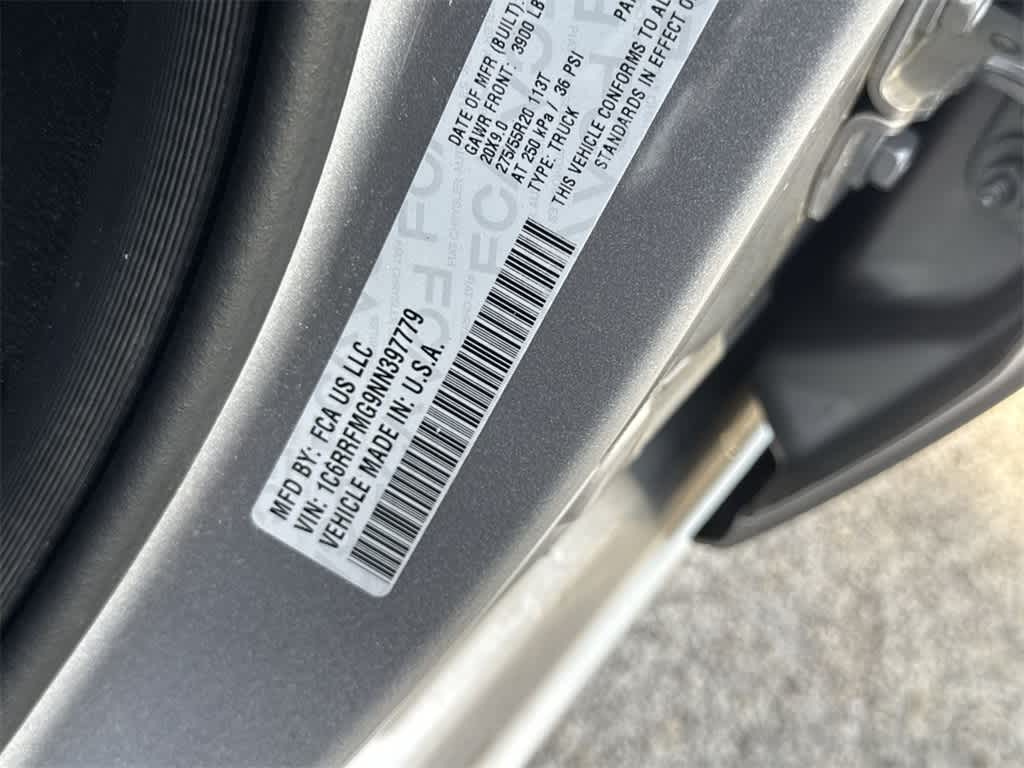 DATE OF MFR (BUILT):
GAWR FRONT: 3900 LB
20X9.0
275/55R20 113T
AT 250 kPa / 36 PSI
TYPE: TRUCK
THIS VEHICLE CONFORMS TO AL
STANDARDS IN EFFECT O
MFD BY: FCA US LLC
VIN: 1C6RRFMG9NN397779
VEHICLE MADE IN: U.S.A.